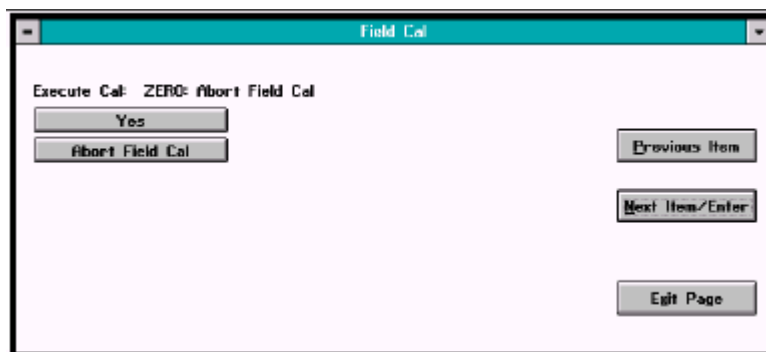 Field Cal
Execute Cal: ZERO: Abort Field Cal
Yes
Abort Field Cal
Previous Item
Next Item/Enter
Exit Page